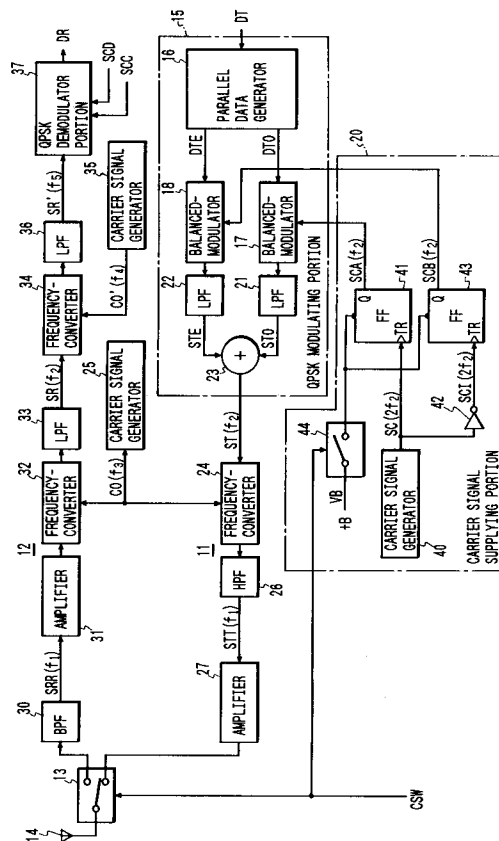 15
DT
16
PARALLEL DATA GENERATOR
DTE
DTO
18
BALANCED-MODULATOR
17
BALANCED-MODULATOR
22
LPF
21
LPF
STE
STO
23
+
QPSK MODULATING PORTION
ST(f2)
37
QPSK DEMODULATOR PORTION
DR
SCD
SCC
SR'(f5)
36
LPF
35
CARRIER SIGNAL GENERATOR
34
FREQUENCY-CONVERTER
CO'(f4)
SR(f2)
33
LPF
25
CARRIER SIGNAL GENERATOR
32
FREQUENCY-CONVERTER
CO(f3)
12
24
FREQUENCY-CONVERTER
11
26
HPF
31
AMPLIFIER
SRR(f1)
30
BPF
STT(f1)
27
AMPLIFIER
13
14
CSW
20
SCA(f2)
SCB(f2)
Q
FF
TR
41
Q
FF
TR
43
SC(2f2)
SCI(2f2)
42
44
VB
+B
CARRIER SIGNAL GENERATOR
40
CARRIER SIGNAL SUPPLYING PORTION